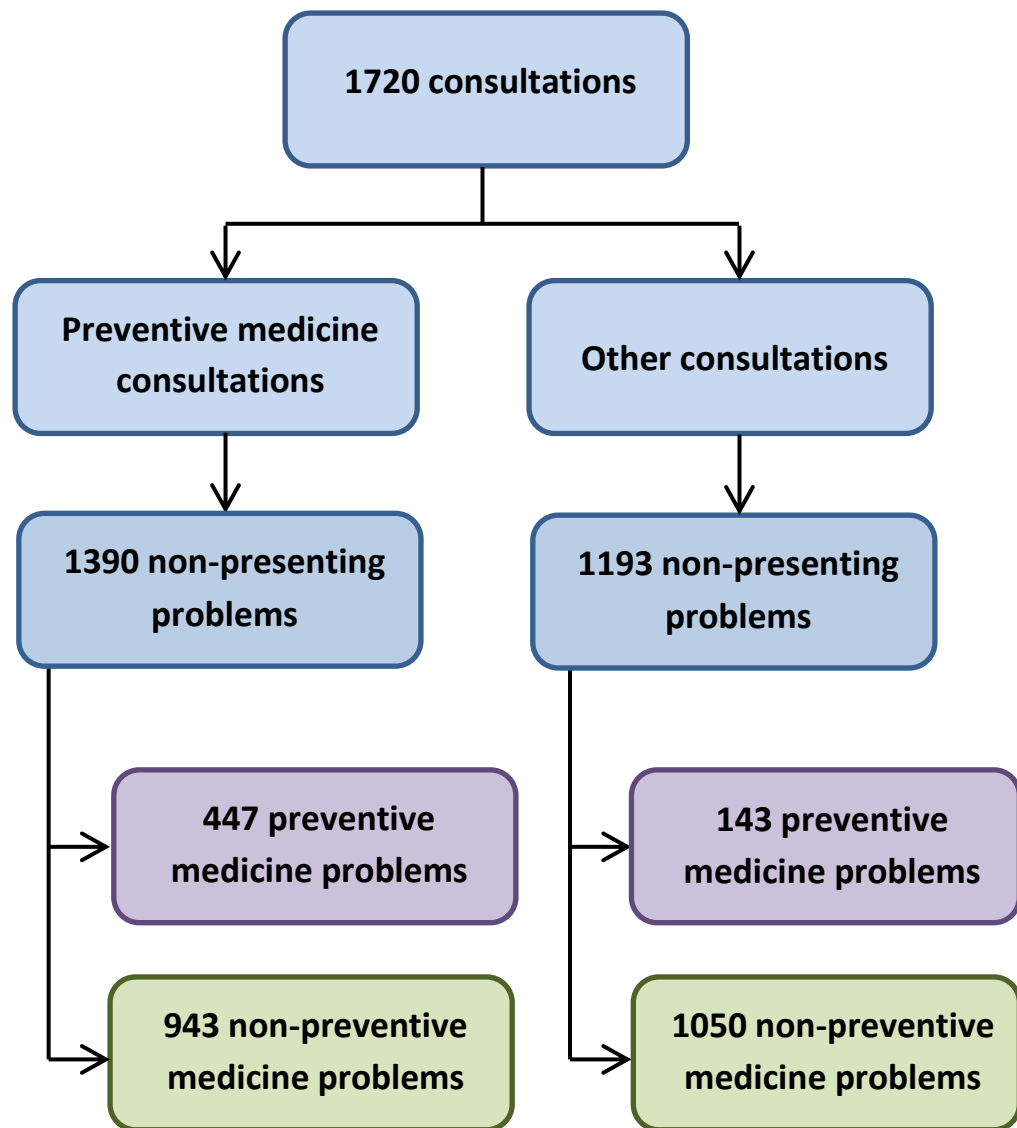 1720 consultations
Preventive medicine
consultations
Other consultations
1390 non-presenting
problems
1193 non-presenting
problems
447 preventive
medicine problems
143 preventive
medicine problems
943 non-preventive
medicine problems
1050 non-preventive
medicine problems